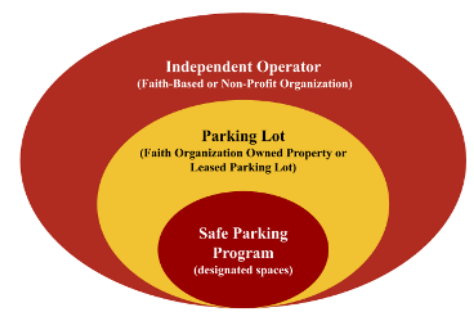 Independent Operator
(Faith-Based or Non-Profit Organization)
Parking Lot
(Faith Organization Owned Property or
Leased Parking Lot)
Safe Parking
Program
(designated spaces)